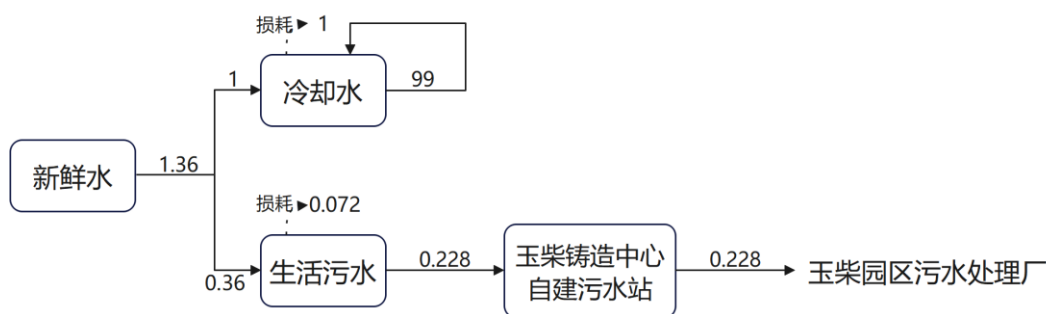 损耗 1
1
冷却水
99
新鲜水
1.36
损耗 0.072
0.36
生活污水
0.228
玉柴铸造中心
自建污水站
0.228
玉柴园区污水处理厂